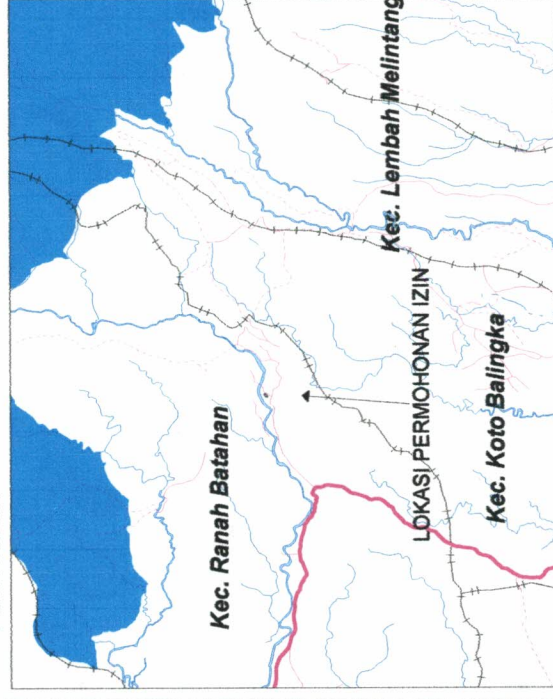 Kec. Ranah Batahan
Kec. Lembah Melintang
LOKASI PERMOHONAN IZIN
Kec. Koto Balingka